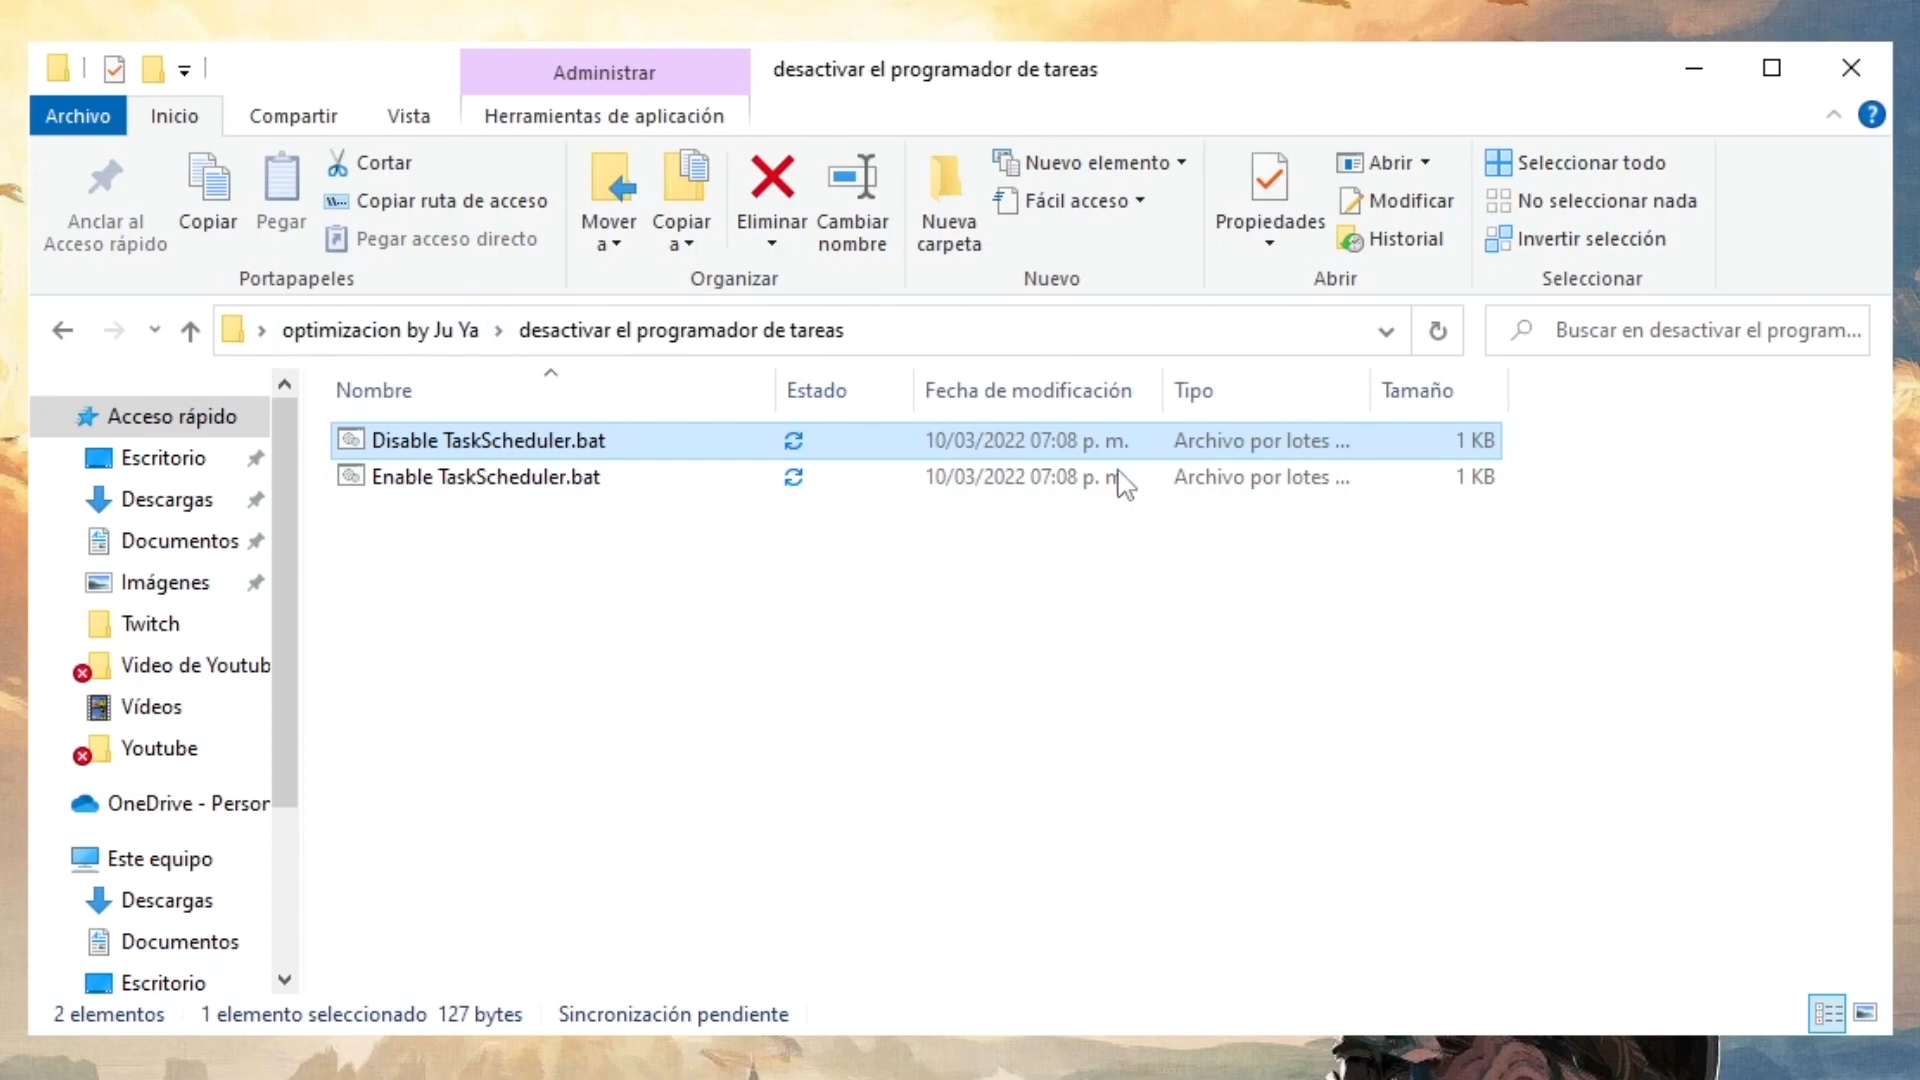 Administrar
desactivar el programador de tareas
Archivo
Inicio
Compartir
Vista
Herramientas de aplicación
?
Anclar al
Acceso rápido
Copiar
Pegar
Cortar
Copiar ruta de acceso
Pegar acceso directo
Portapapeles
Mover
a
Copiar
a
Eliminar
Cambiar
nombre
Organizar
Nueva
carpeta
Nuevo elemento
Fácil acceso
Nuevo
Propiedades
Abrir
Modificar
Historial
Abrir
Seleccionar todo
No seleccionar nada
Invertir selección
Seleccionar
optimizacion by Ju Ya > desactivar el programador de tareas
Buscar en desactivar el program...
Nombre
Estado
Fecha de modificación
Tipo
Tamaño
Disable TaskScheduler.bat
10/03/2022 07:08 p. m.
Archivo por lotes ...
1 KB
Enable TaskScheduler.bat
10/03/2022 07:08 p.
Archivo por lotes ...
1 KB
Acceso rápido
Escritorio
Descargas
Documentos
Imágenes
Twitch
Video de Youtub
Vídeos
Youtube
OneDrive - Person
Este equipo
Descargas
Documentos
Escritorio
2 elementos
1 elemento seleccionado 127 bytes
Sincronización pendiente